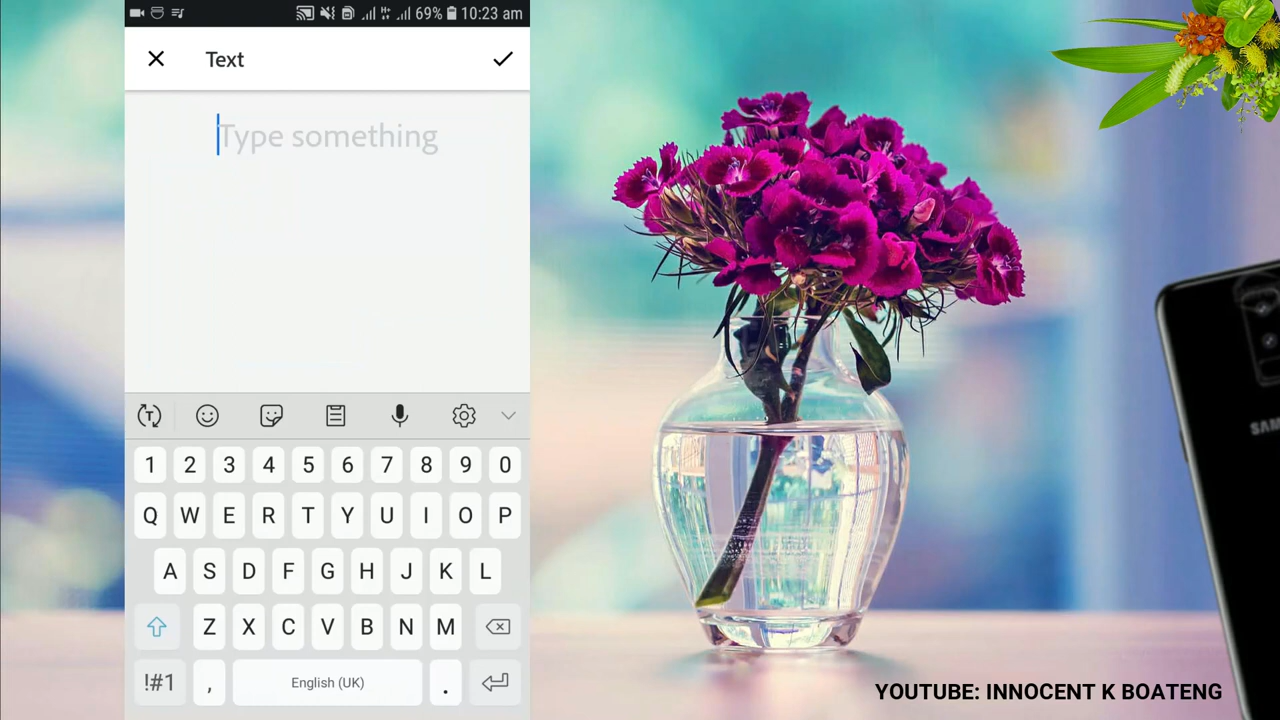 69% 10:23 am
Text
Type something
1 2 3 4 5 6 7 8 9 0
Q W E R T Y U I O P
A S D F G H J K L
Z X C V B N M
!#1 , English (UK) .
SAM
YOUTUBE: INNOCENT K BOATENG